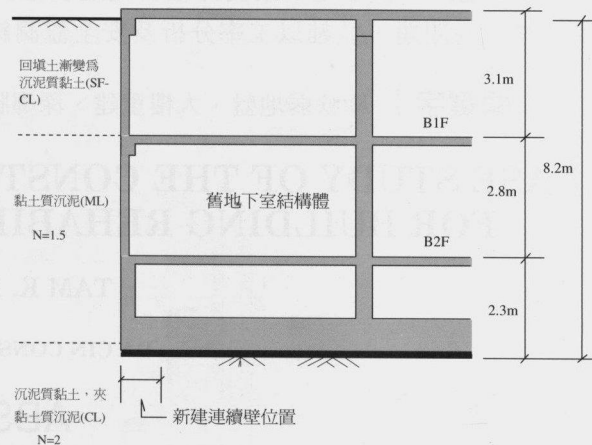 回填土漸變為
沉泥質黏土(SF-
CL)
3.1m
B1F
8.2m
黏土質沉泥(ML)
N=1.5
舊地下室結構體
2.8m
B2F
2.3m
沉泥質黏土，夾
黏土質沉泥(CL)
N=2
新建連續壁位置